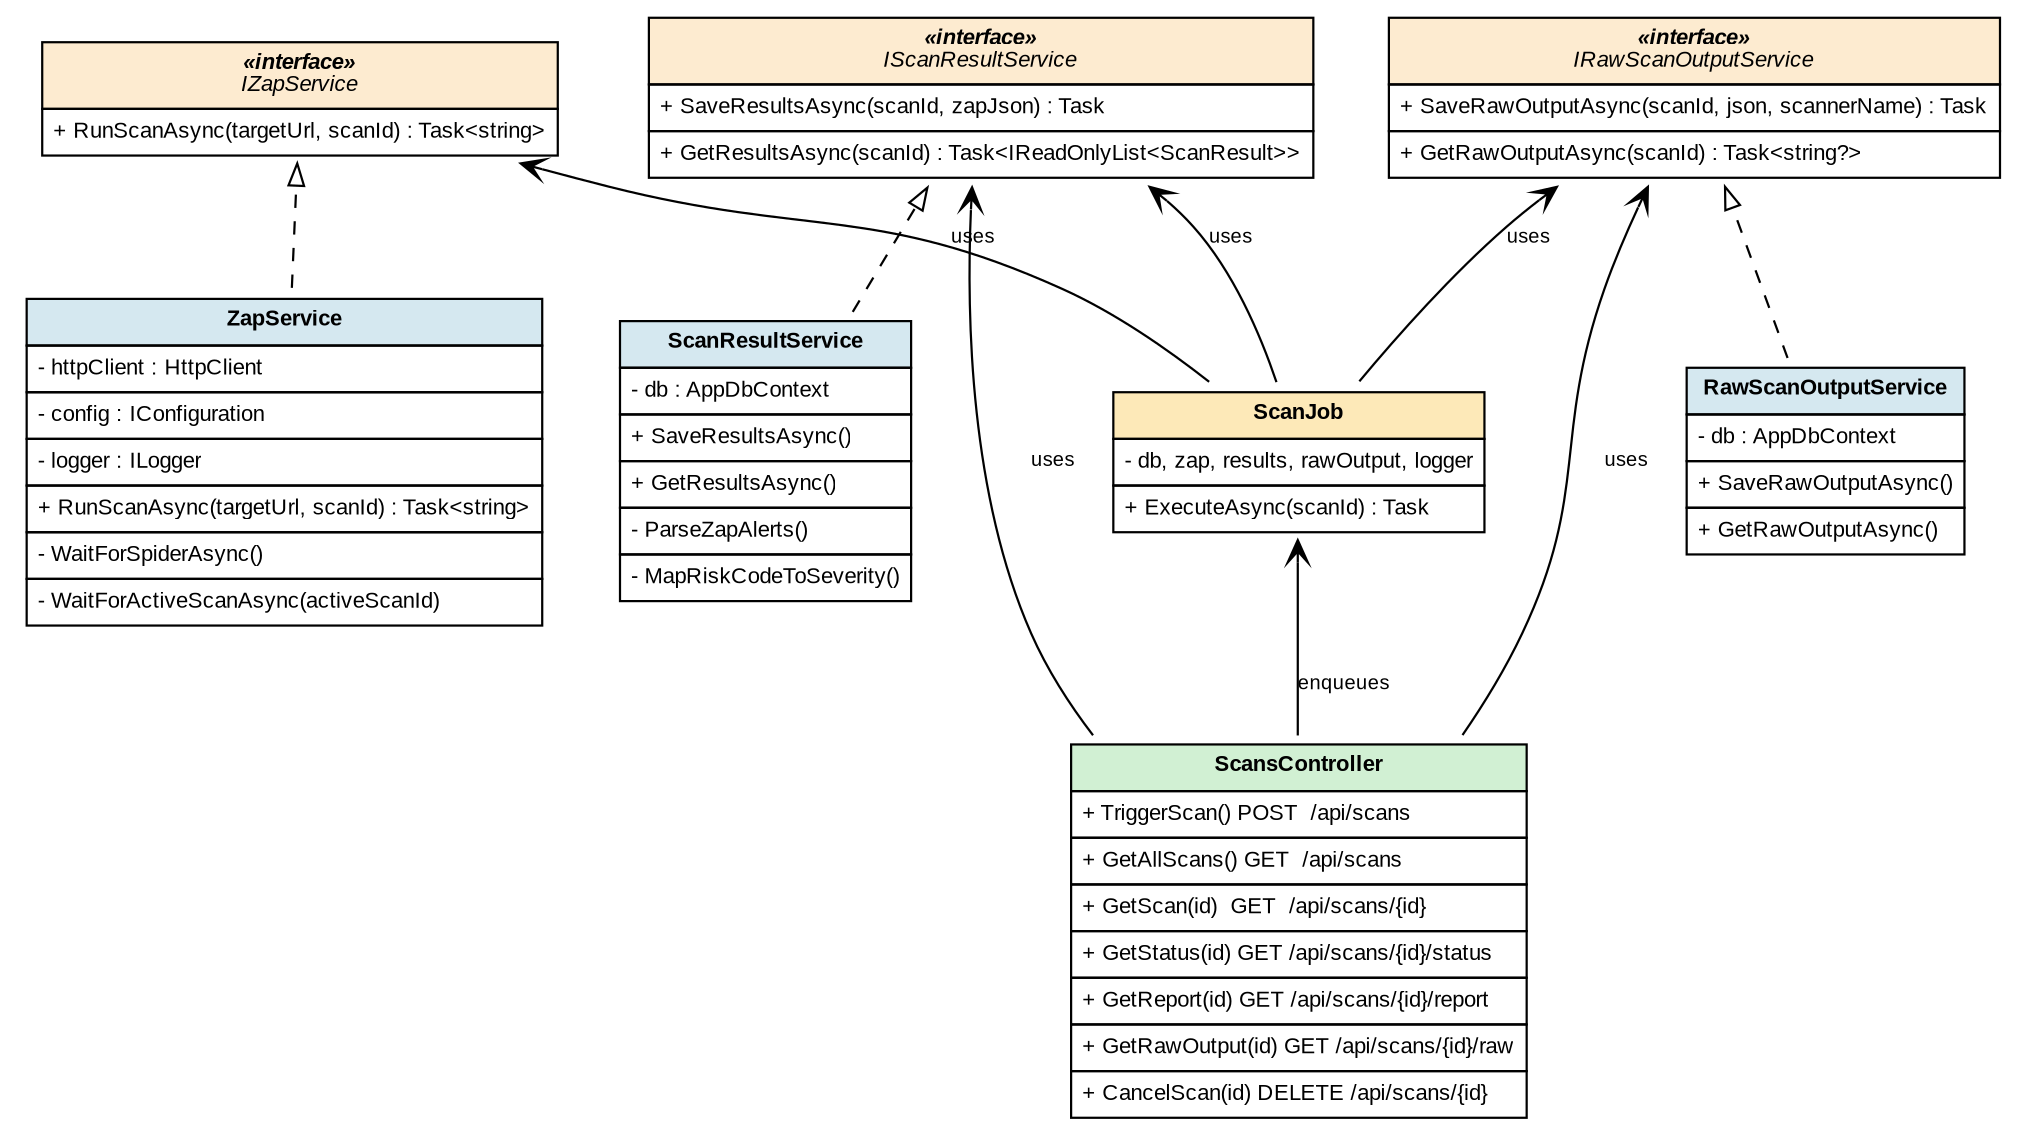 «interface»
IZapService
+ RunScanAsync(targetUrl, scanId) : Task<string>
«interface»
IScanResultService
+ SaveResultsAsync(scanId, zapJson) : Task
+ GetResultsAsync(scanId) : Task<IReadOnlyList<ScanResult>>
«interface»
IRawScanOutputService
+ SaveRawOutputAsync(scanId, json, scannerName) : Task
+ GetRawOutputAsync(scanId) : Task<string?>
uses
uses
uses
ZapService
- httpClient : HttpClient
- config : IConfiguration
- logger : ILogger
+ RunScanAsync(targetUrl, scanId) : Task<string>
- WaitForSpiderAsync()
- WaitForActiveScanAsync(activeScanId)
ScanResultService
- db : AppDbContext
+ SaveResultsAsync()
+ GetResultsAsync()
- ParseZapAlerts()
- MapRiskCodeToSeverity()
uses
ScanJob
- db, zap, results, rawOutput, logger
+ ExecuteAsync(scanId) : Task
uses
RawScanOutputService
- db : AppDbContext
+ SaveRawOutputAsync()
+ GetRawOutputAsync()
enqueues
ScansController
+ TriggerScan() POST  /api/scans
+ GetAllScans() GET  /api/scans
+ GetScan(id)  GET  /api/scans/{id}
+ GetStatus(id) GET /api/scans/{id}/status
+ GetReport(id) GET /api/scans/{id}/report
+ GetRawOutput(id) GET /api/scans/{id}/raw
+ CancelScan(id) DELETE /api/scans/{id}